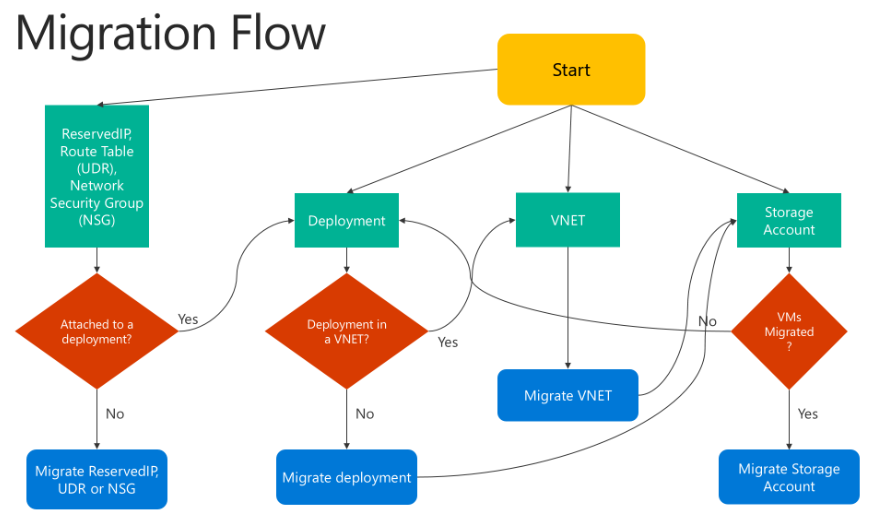 Migration Flow
Start
ReservedIP,
Route Table
(UDR),
Network
Security Group
(NSG)
Deployment
VNET
Storage
Account
Attached to a
deployment?
Yes
Deployment in
a VNET?
Yes
No
VMs
Migrated
?
No
No
Yes
Migrate VNET
Migrate ReservedIP,
UDR or NSG
Migrate deployment
Migrate Storage
Account